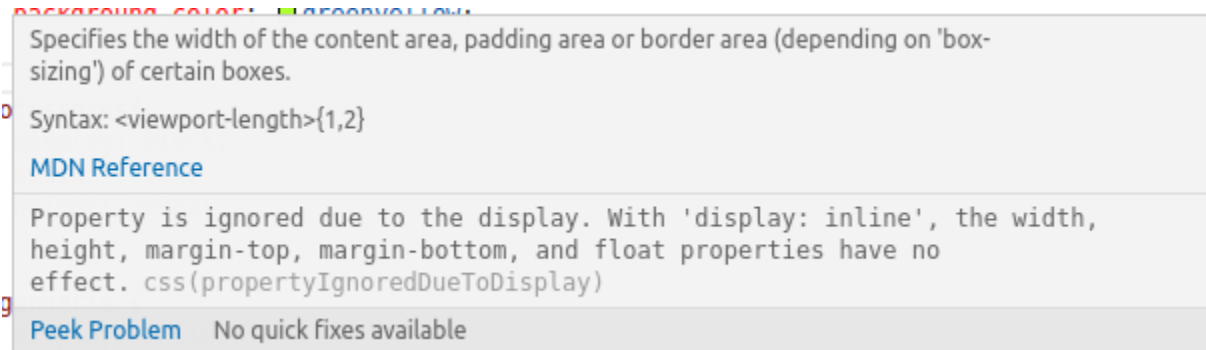 background-color: greenyellow;
Specifies the width of the content area, padding area or border area (depending on 'box-
sizing') of certain boxes.
Syntax: <viewport-length>{1,2}
MDN Reference
Property is ignored due to the display. With 'display: inline', the width,
height, margin-top, margin-bottom, and float properties have no
effect. css(propertyIgnoredDueToDisplay)
Peek Problem No quick fixes available